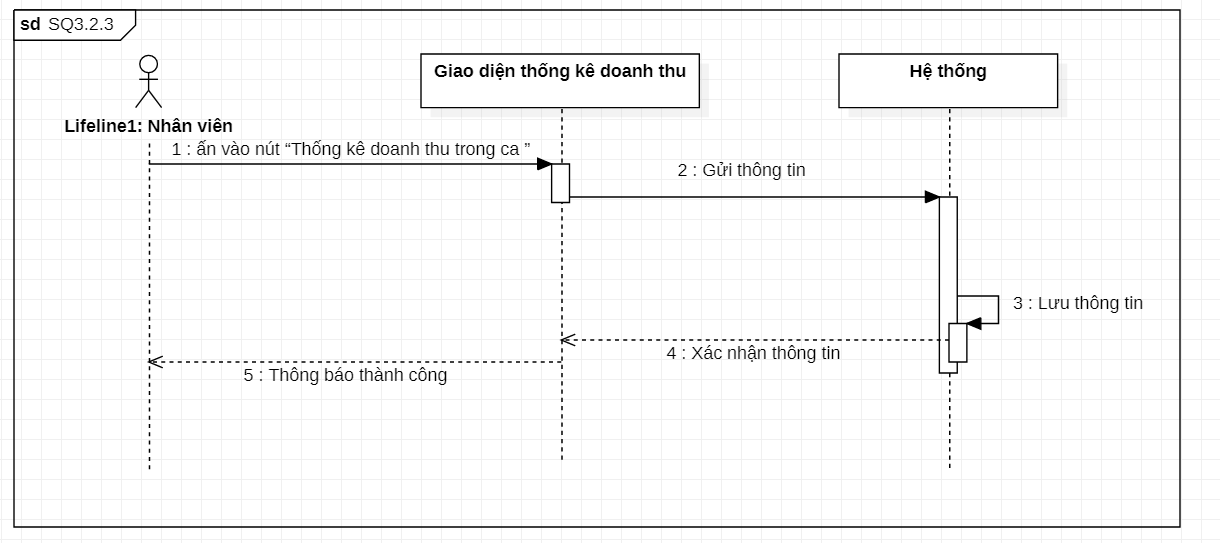 sd SQ3.2.3
Giao diện thống kê doanh thu
Hệ thống
Lifeline1: Nhân viên
1 : ấn vào nút “Thống kê doanh thu trong ca ”
2 : Gửi thông tin
3 : Lưu thông tin
4 : Xác nhận thông tin
5 : Thông báo thành công